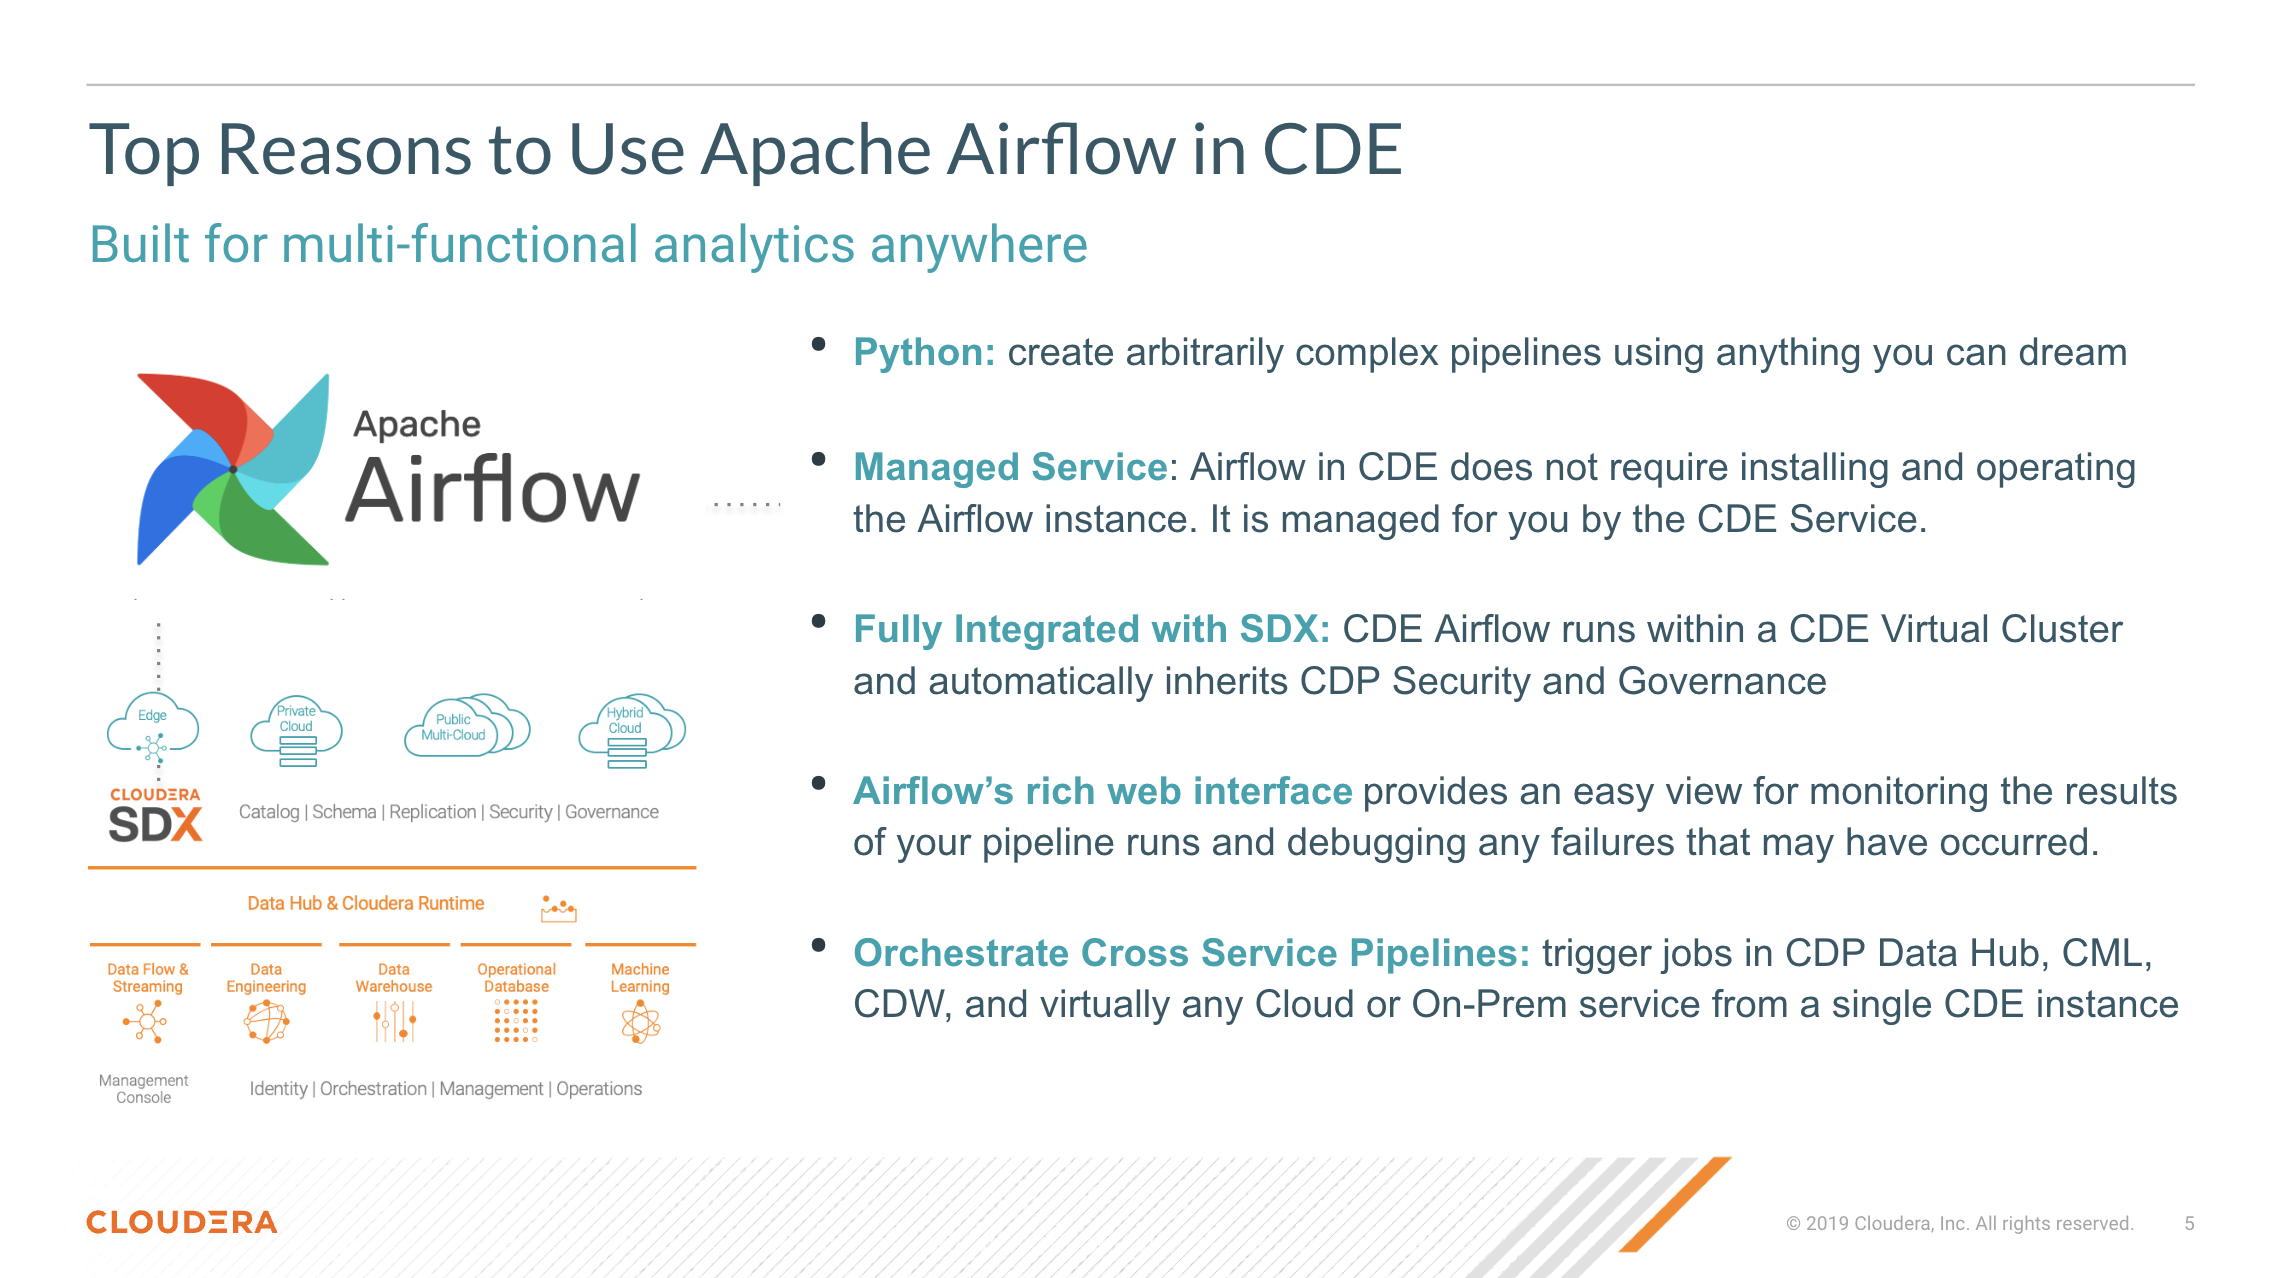 Top Reasons to Use Apache Airflow in CDE
Built for multi-functional analytics anywhere
Apache
Airflow
Edge
Private
Cloud
Public
Multi-Cloud
Hybrid
Cloud
CLOUDERA
SDX
Catalog | Schema | Replication | Security | Governance
Data Hub & Cloudera Runtime
Data Flow &
Streaming
Data
Engineering
Data
Warehouse
Operational
Database
Machine
Learning
Management
Console
Identity | Orchestration | Management | Operations
• Python: create arbitrarily complex pipelines using anything you can dream
• Managed Service: Airflow in CDE does not require installing and operating
the Airflow instance. It is managed for you by the CDE Service.
• Fully Integrated with SDX: CDE Airflow runs within a CDE Virtual Cluster
and automatically inherits CDP Security and Governance
• Airflow’s rich web interface provides an easy view for monitoring the results
of your pipeline runs and debugging any failures that may have occurred.
• Orchestrate Cross Service Pipelines: trigger jobs in CDP Data Hub, CML,
CDW, and virtually any Cloud or On-Prem service from a single CDE instance
CLOUDERA
© 2019 Cloudera, Inc. All rights reserved. 5